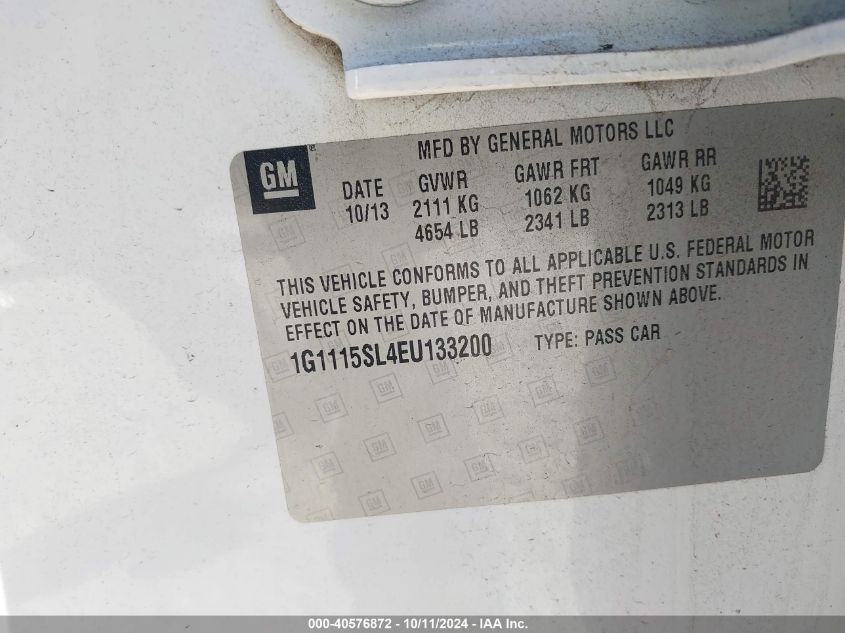 MFD BY GENERAL MOTORS LLC
GM
DATE GVWR GAWR FRT GAWR RR
10/13 2111 KG 1062 KG 1049 KG
4654 LB 2341 LB 2313 LB
THIS VEHICLE CONFORMS TO ALL APPLICABLE U.S. FEDERAL MOTOR
VEHICLE SAFETY, BUMPER, AND THEFT PREVENTION STANDARDS IN
EFFECT ON THE DATE OF MANUFACTURE SHOWN ABOVE.
1G1115SL4EU133200 TYPE: PASS CAR
000-40576872 - 10/11/2024 - IAA Inc.